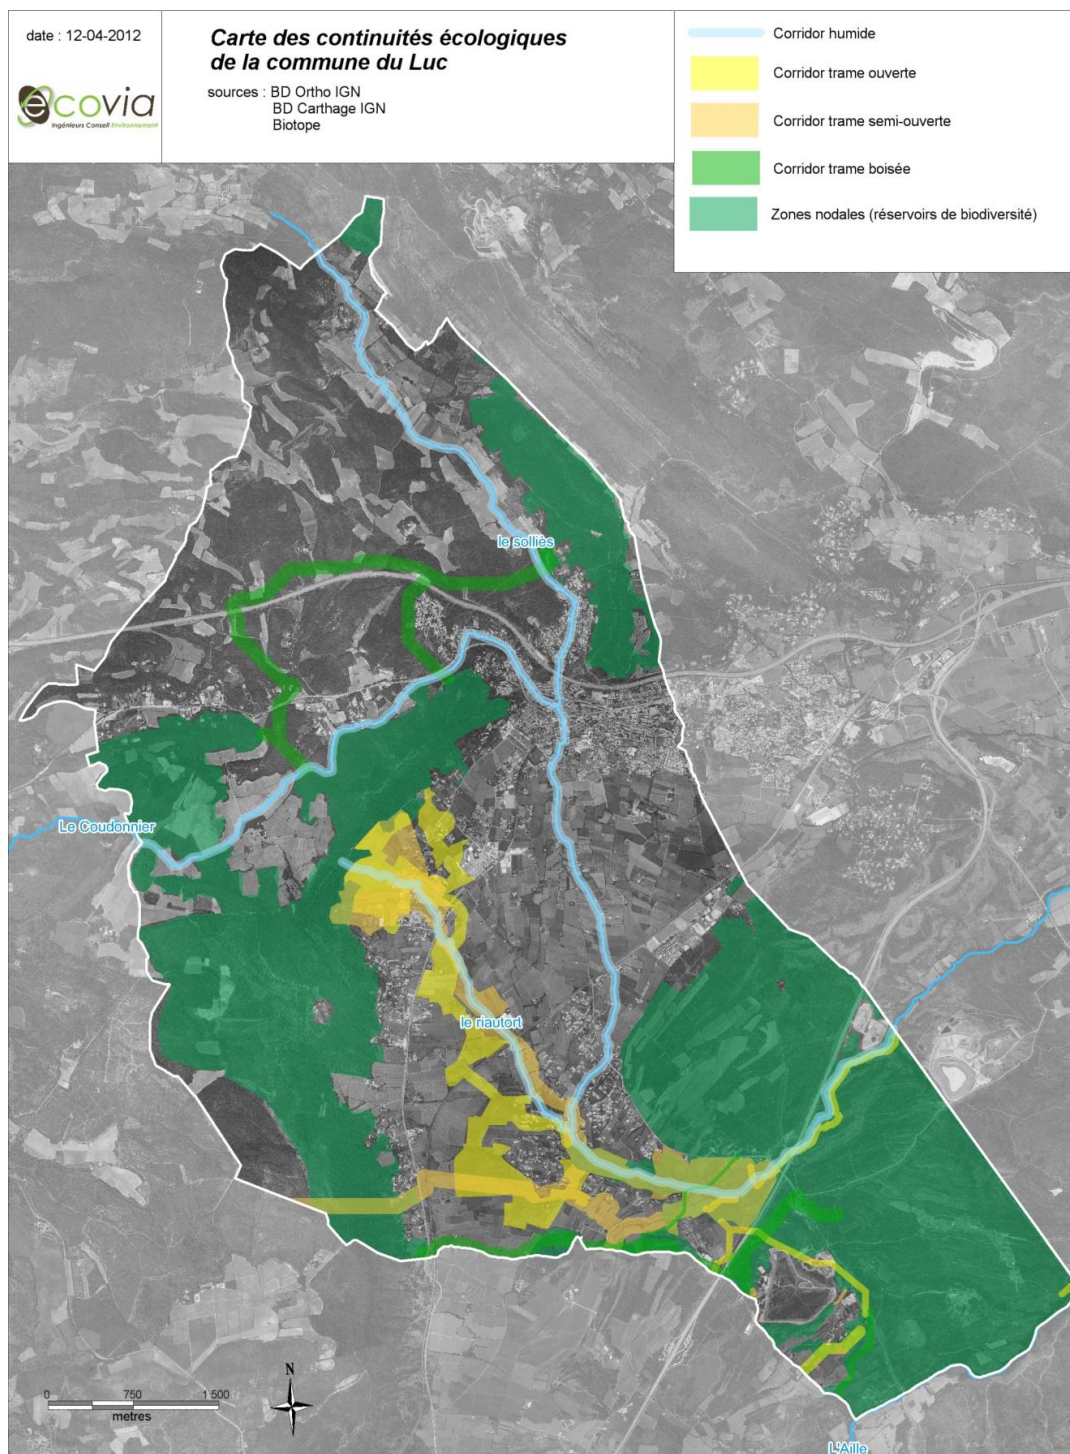 date : 12-04-2012
ecovia
Ingénieurs Conseil Environnement
Carte des continuités écologiques
de la commune du Luc
sources : BD Ortho IGN
BD Carthage IGN
Biotope
Corridor humide
Corridor trame ouverte
Corridor trame semi-ouverte
Corridor trame boisée
Zones nodales (réservoirs de biodiversité)
le solliès
Le Coudonnier
le riautort
N
0 750 1 500
metres
L'Aille